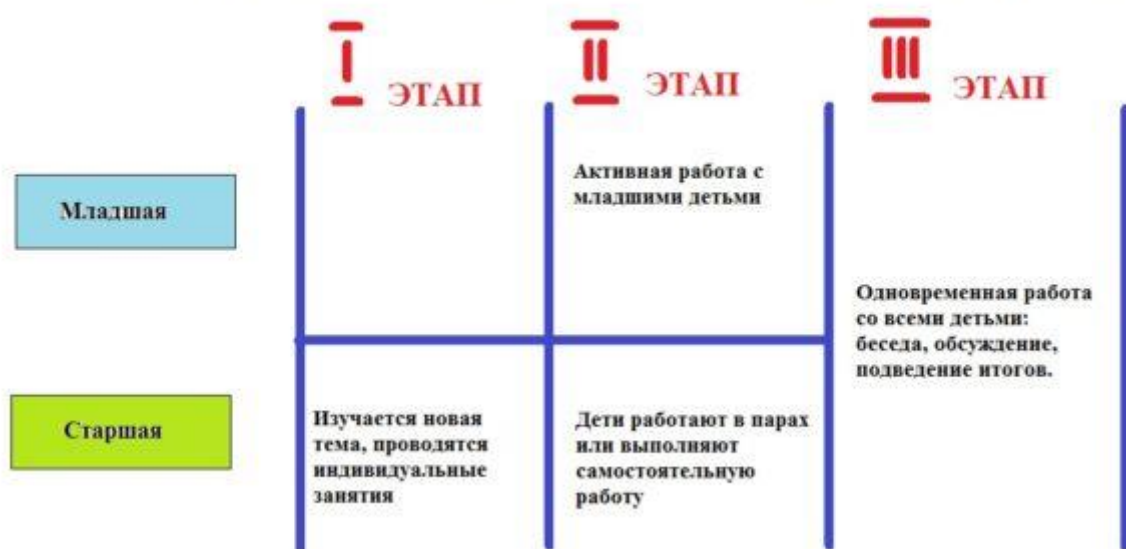 I ЭТАП
II ЭТАП
III ЭТАП
Младшая
Активная работа с
младшими детьми
Одновременная работа
со всеми детьми:
беседа, обсуждение,
подведение итогов.
Старшая
Изучается новая
тема, проводятся
индивидуальные
занятия
Дети работают в парах
или выполняют
самостоятельную
работу